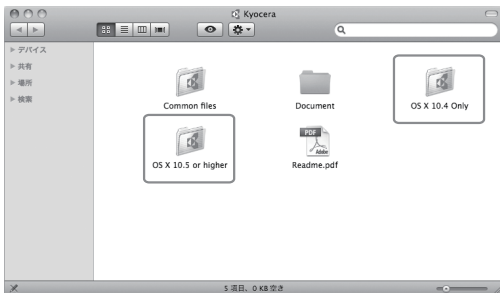 Kyocera
デバイス
共有
場所
検索
Common files
Document
OS X 10.4 Only
OS X 10.5 or higher
PDF
Adobe
Readme.pdf
5 項目、0 KB 空き